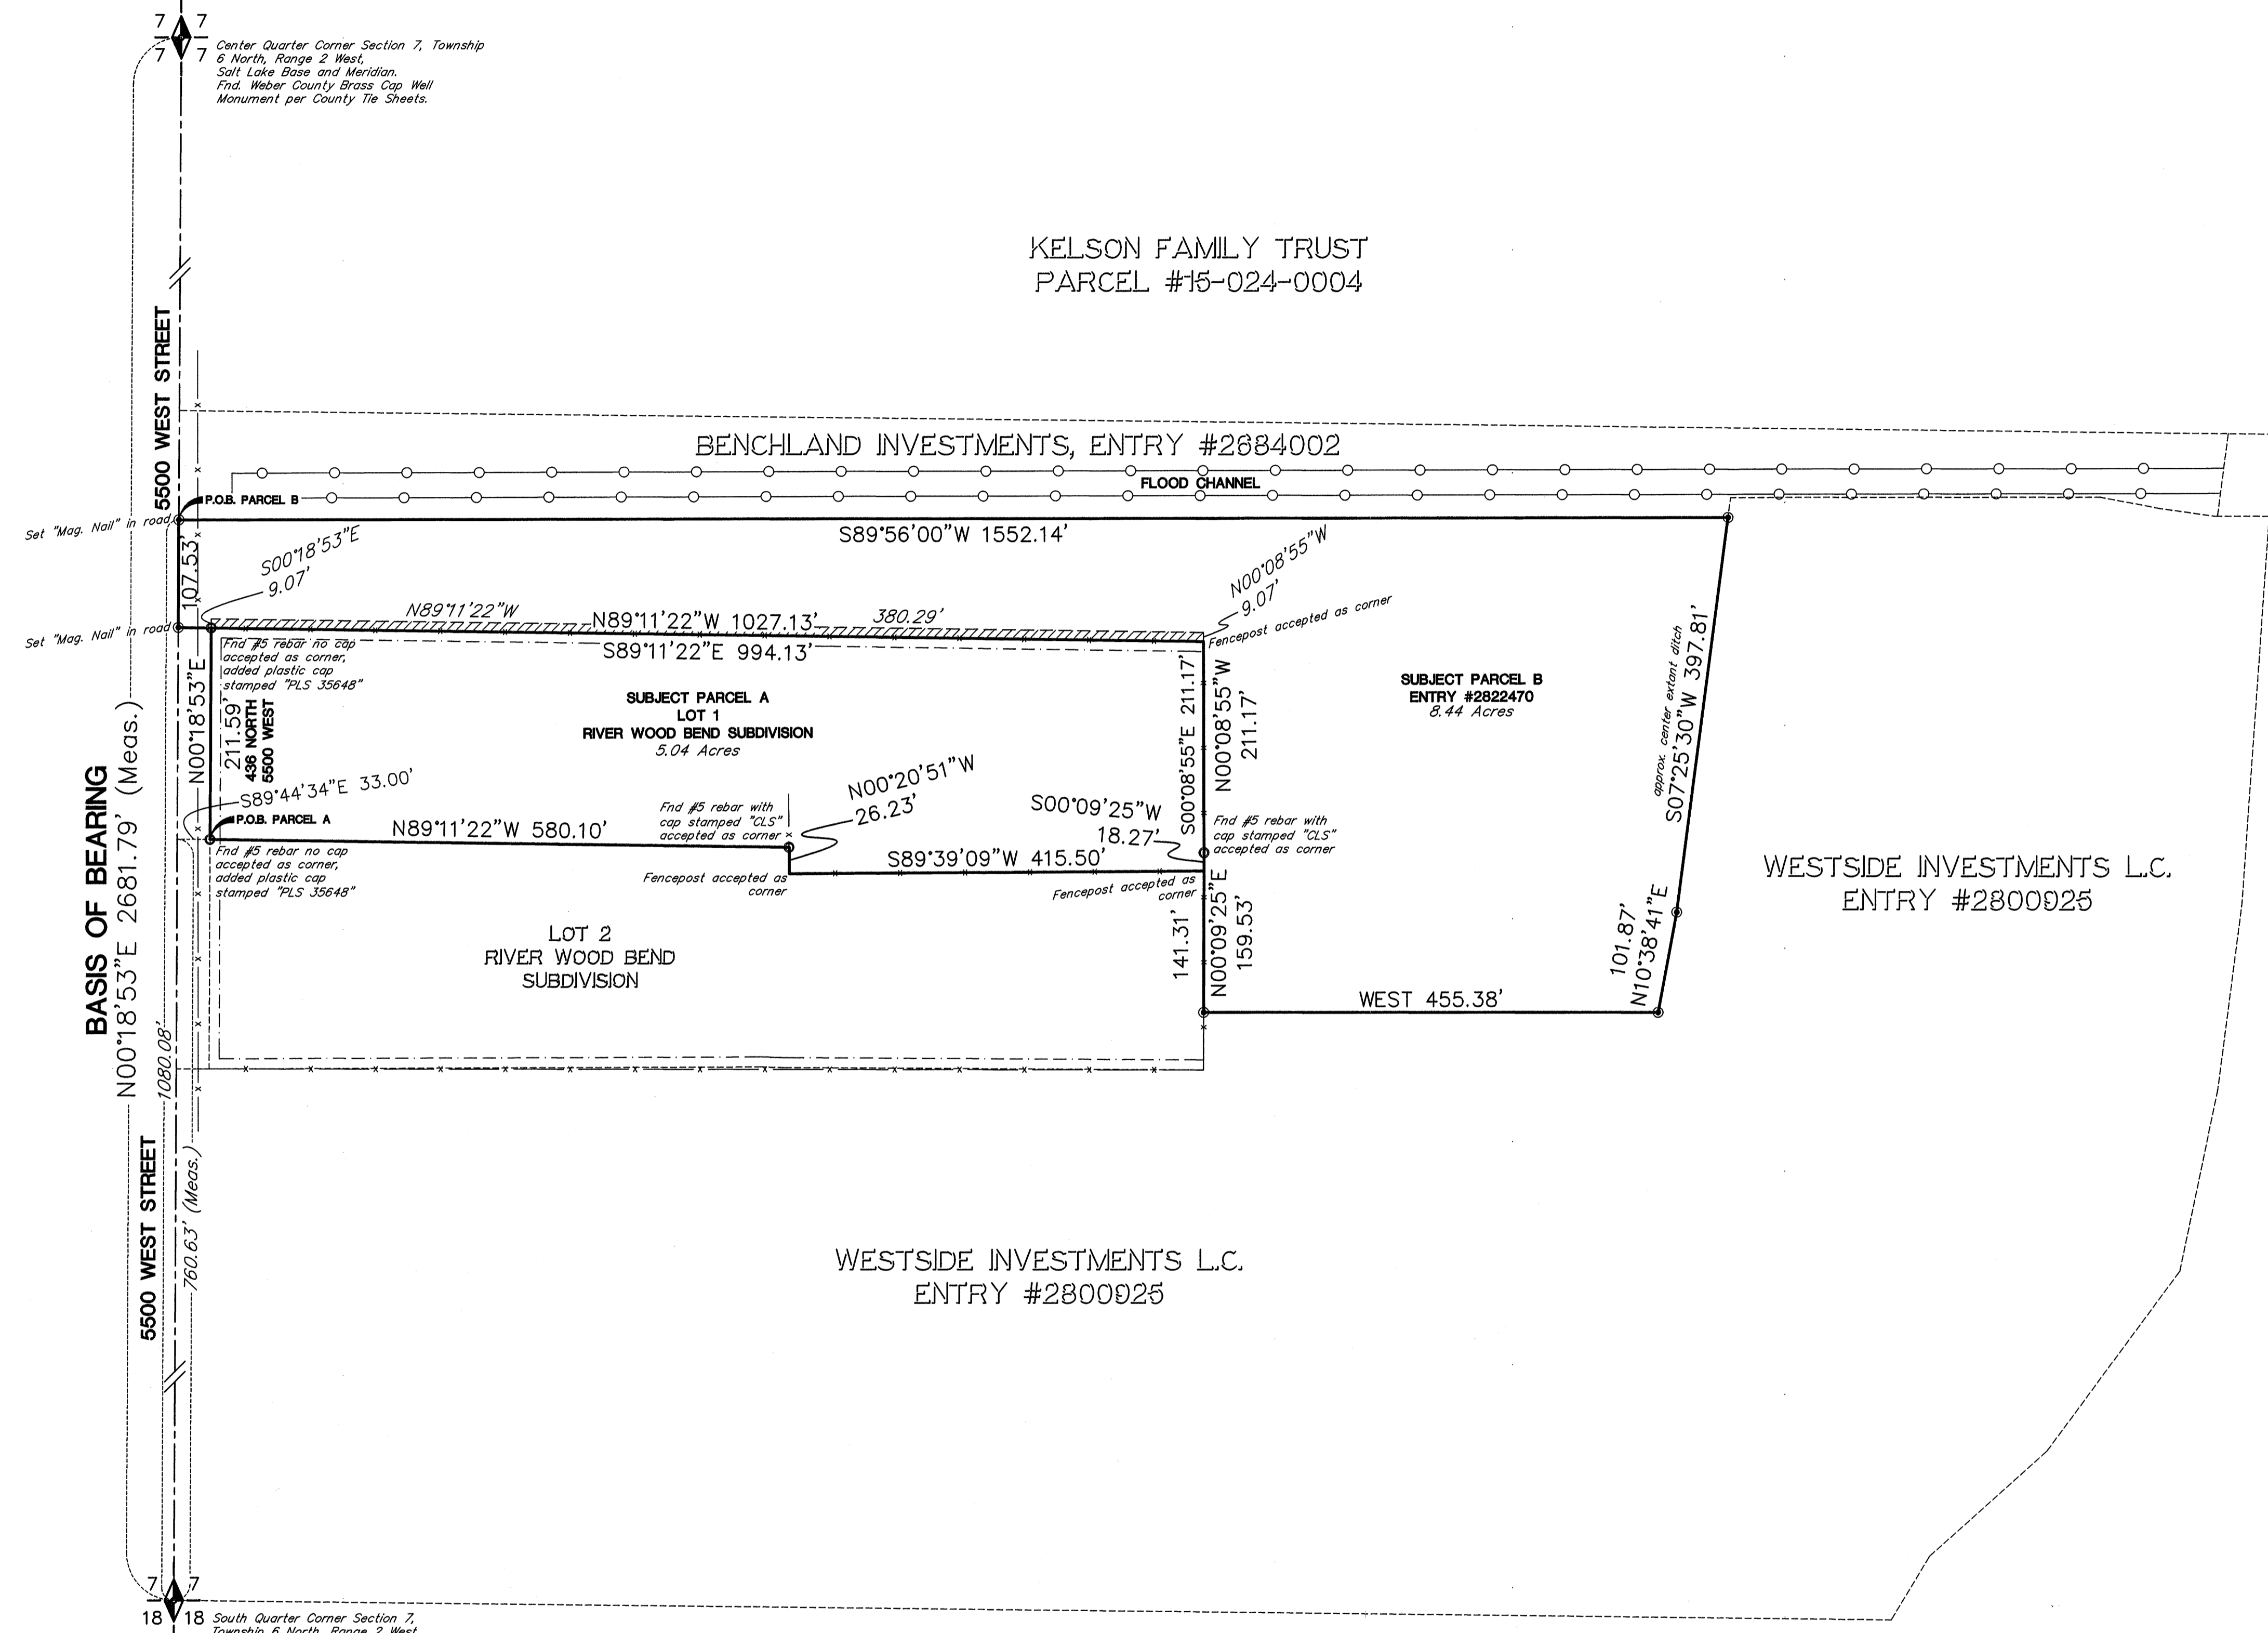 7 7
7 7
Center Quarter Corner Section 7, Township
6 North, Range 2 West,
Salt Lake Base and Meridian.
Fnd. Weber County Brass Cap Well
Monument per County Tie Sheets.
KELSON FAMILY TRUST
PARCEL #15-024-0004
5500 WEST STREET
BENCHLAND INVESTMENTS, ENTRY #2684002
FLOOD CHANNEL
P.O.B. PARCEL B
Set "Mag. Nail" in road
S89°56'00"W 1552.14'
107.53'
S00°18'53"E
9.07'
N00°08'55"W
9.07'
Fencepost accepted as corner
Set "Mag. Nail" in road
N89°11'22"W
N89°11'22"W 1027.13'
380.29'
S89°11'22"E 994.13'
Fnd #5 rebar no cap
accepted as corner,
added plastic cap
stamped "PLS 35648"
N00°18'53"E
211.59'
436 NORTH
5500 WEST
SUBJECT PARCEL A
LOT 1
RIVER WOOD BEND SUBDIVISION
5.04 Acres
S00°08'55"E 211.17'
N00°08'55"W
211.17'
SUBJECT PARCEL B
ENTRY #2822470
8.44 Acres
approx. center extant ditch
S07°25'30"W 397.81'
S89°44'34"E 33.00'
P.O.B. PARCEL A
N89°11'22"W 580.10'
Fnd #5 rebar with
cap stamped "CLS"
accepted as corner
N00°20'51"W
26.23'
S00°09'25"W
18.27'
Fnd #5 rebar with
cap stamped "CLS"
accepted as corner
S89°39'09"W 415.50'
Fnd #5 rebar no cap
accepted as corner,
added plastic cap
stamped "PLS 35648"
Fencepost accepted as
corner
Fencepost accepted as
corner
WESTSIDE INVESTMENTS L.C.
ENTRY #2800925
LOT 2
RIVER WOOD BEND
SUBDIVISION
141.31'
N00°09'25"E
159.53'
101.87'
N10°38'41"E
WEST 455.38'
BASIS OF BEARING
N00°18'53"E 2681.79' (Meas.)
1080.08'
760.63' (Meas.)
5500 WEST STREET
WESTSIDE INVESTMENTS L.C.
ENTRY #2800925
7 7
18 18
South Quarter Corner Section 7,
Township 6 North, Range 2 West